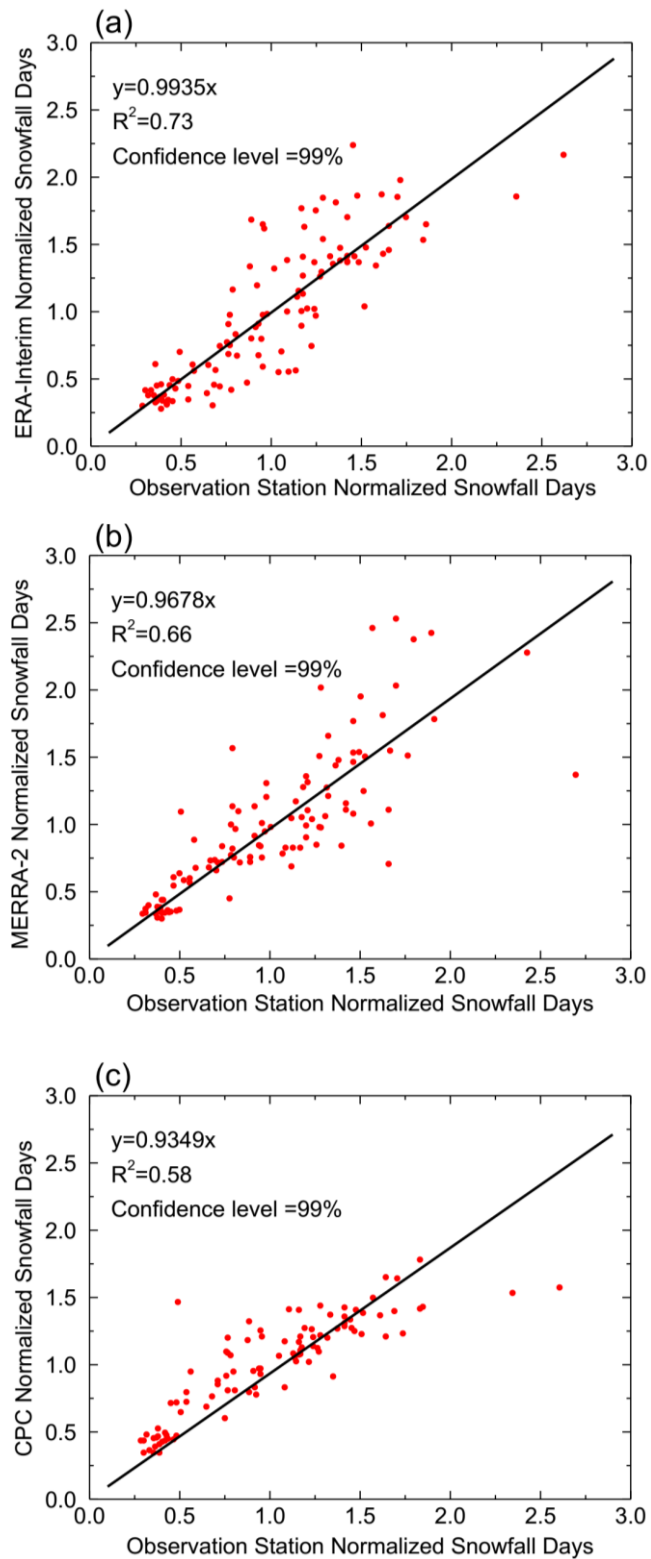 (a)
3.0
2.5
2.0
1.5
1.0
0.5
0.0
ERA-Interim Normalized Snowfall Days
y=0.9935x
R²=0.73
Confidence level =99%
0.0 0.5 1.0 1.5 2.0 2.5 3.0
Observation Station Normalized Snowfall Days
(b)
3.0
2.5
2.0
1.5
1.0
0.5
0.0
MERRA-2 Normalized Snowfall Days
y=0.9678x
R²=0.66
Confidence level =99%
0.0 0.5 1.0 1.5 2.0 2.5 3.0
Observation Station Normalized Snowfall Days
(c)
3.0
2.5
2.0
1.5
1.0
0.5
0.0
CPC Normalized Snowfall Days
y=0.9349x
R²=0.58
Confidence level =99%
0.0 0.5 1.0 1.5 2.0 2.5 3.0
Observation Station Normalized Snowfall Days